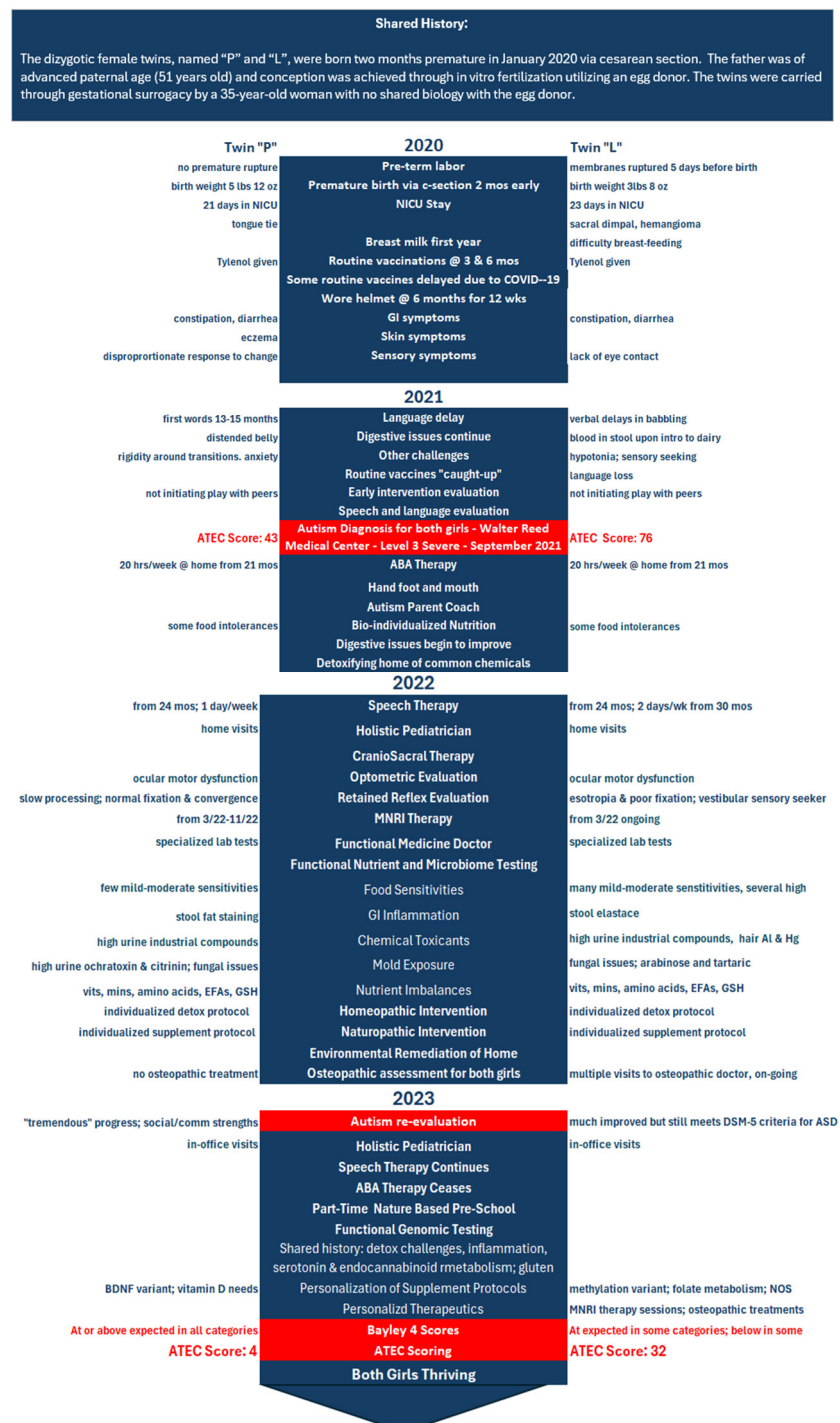 Shared History:
The dizygotic female twins, named “P” and “L”, were born two months premature in January 2020 via cesarean section. The father was of
advanced paternal age (51 years old) and conception was achieved through in vitro fertilization utilizing an egg donor. The twins were carried
through gestational surrogacy by a 35-year-old woman with no shared biology with the egg donor.
Twin "P" 2020 Twin "L"
no premature rupture Pre-term labor membranes ruptured 5 days before birth
birth weight 5 lbs 12 oz Premature birth via c-section 2 mos early birth weight 3lbs 8 oz
21 days in NICU NICU Stay 23 days in NICU
tongue tie sacral dimpal, hemangioma
Breast milk first year difficulty breast-feeding
Tylenol given Routine vaccinations @ 3 & 6 mos Tylenol given
Some routine vaccines delayed due to COVID--19
Wore helmet @ 6 months for 12 wks
constipation, diarrhea GI symptoms constipation, diarrhea
eczema Skin symptoms
disproprortionate response to change Sensory symptoms lack of eye contact
2021
first words 13-15 months Language delay verbal delays in babbling
distended belly Digestive issues continue blood in stool upon intro to dairy
rigidity around transitions. anxiety Other challenges hypotonia; sensory seeking
Routine vaccines "caught-up" language loss
not initiating play with peers Early intervention evaluation not initiating play with peers
Speech and language evaluation
ATEC Score: 43 Autism Diagnosis for both girls - Walter Reed ATEC Score: 76
Medical Center - Level 3 Severe - September 2021
20 hrs/week @ home from 21 mos ABA Therapy 20 hrs/week @ home from 21 mos
Hand foot and mouth
Autism Parent Coach
some food intolerances Bio-individualized Nutrition some food intolerances
Digestive issues begin to improve
Detoxifying home of common chemicals
2022
from 24 mos; 1 day/week Speech Therapy from 24 mos; 2 days/wk from 30 mos
home visits Holistic Pediatrician home visits
CranioSacral Therapy
ocular motor dysfunction Optometric Evaluation ocular motor dysfunction
slow processing; normal fixation & convergence Retained Reflex Evaluation esotropia & poor fixation; vestibular sensory seeker
from 3/22-11/22 MNRI Therapy from 3/22 ongoing
specialized lab tests Functional Medicine Doctor specialized lab tests
Functional Nutrient and Microbiome Testing
few mild-moderate sensitivities Food Sensitivities many mild-moderate senstitivities, several high
stool fat staining GI Inflammation stool elastace
high urine industrial compounds Chemical Toxicants high urine industrial compounds, hair Al & Hg
high urine ochratoxin & citrinin; fungal issues Mold Exposure fungal issues; arabinose and tartaric
vits, mins, amino acids, EFAs, GSH Nutrient Imbalances vits, mins, amino acids, EFAs, GSH
individualized detox protocol Homeopathic Intervention individualized detox protocol
individualized supplement protocol Naturopathic Intervention individualized supplement protocol
Environmental Remediation of Home
no osteopathic treatment Osteopathic assessment for both girls multiple visits to osteopathic doctor, on-going
2023
"tremendous" progress; social/comm strengths Autism re-evaluation much improved but still meets DSM-5 criteria for ASD
in-office visits Holistic Pediatrician in-office visits
Speech Therapy Continues
ABA Therapy Ceases
Part-Time Nature Based Pre-School
Functional Genomic Testing
Shared history: detox challenges, inflammation,
serotonin & endocannabinoid rmetabolism; gluten
BDNF variant; vitamin D needs Personalization of Supplement Protocols methylation variant; folate metabolism; NOS
Personalizd Therapeutics MNRI therapy sessions; osteopathic treatments
At or above expected in all categories Bayley 4 Scores At expected in some categories; below in some
ATEC Score: 4 ATEC Scoring ATEC Score: 32
Both Girls Thriving